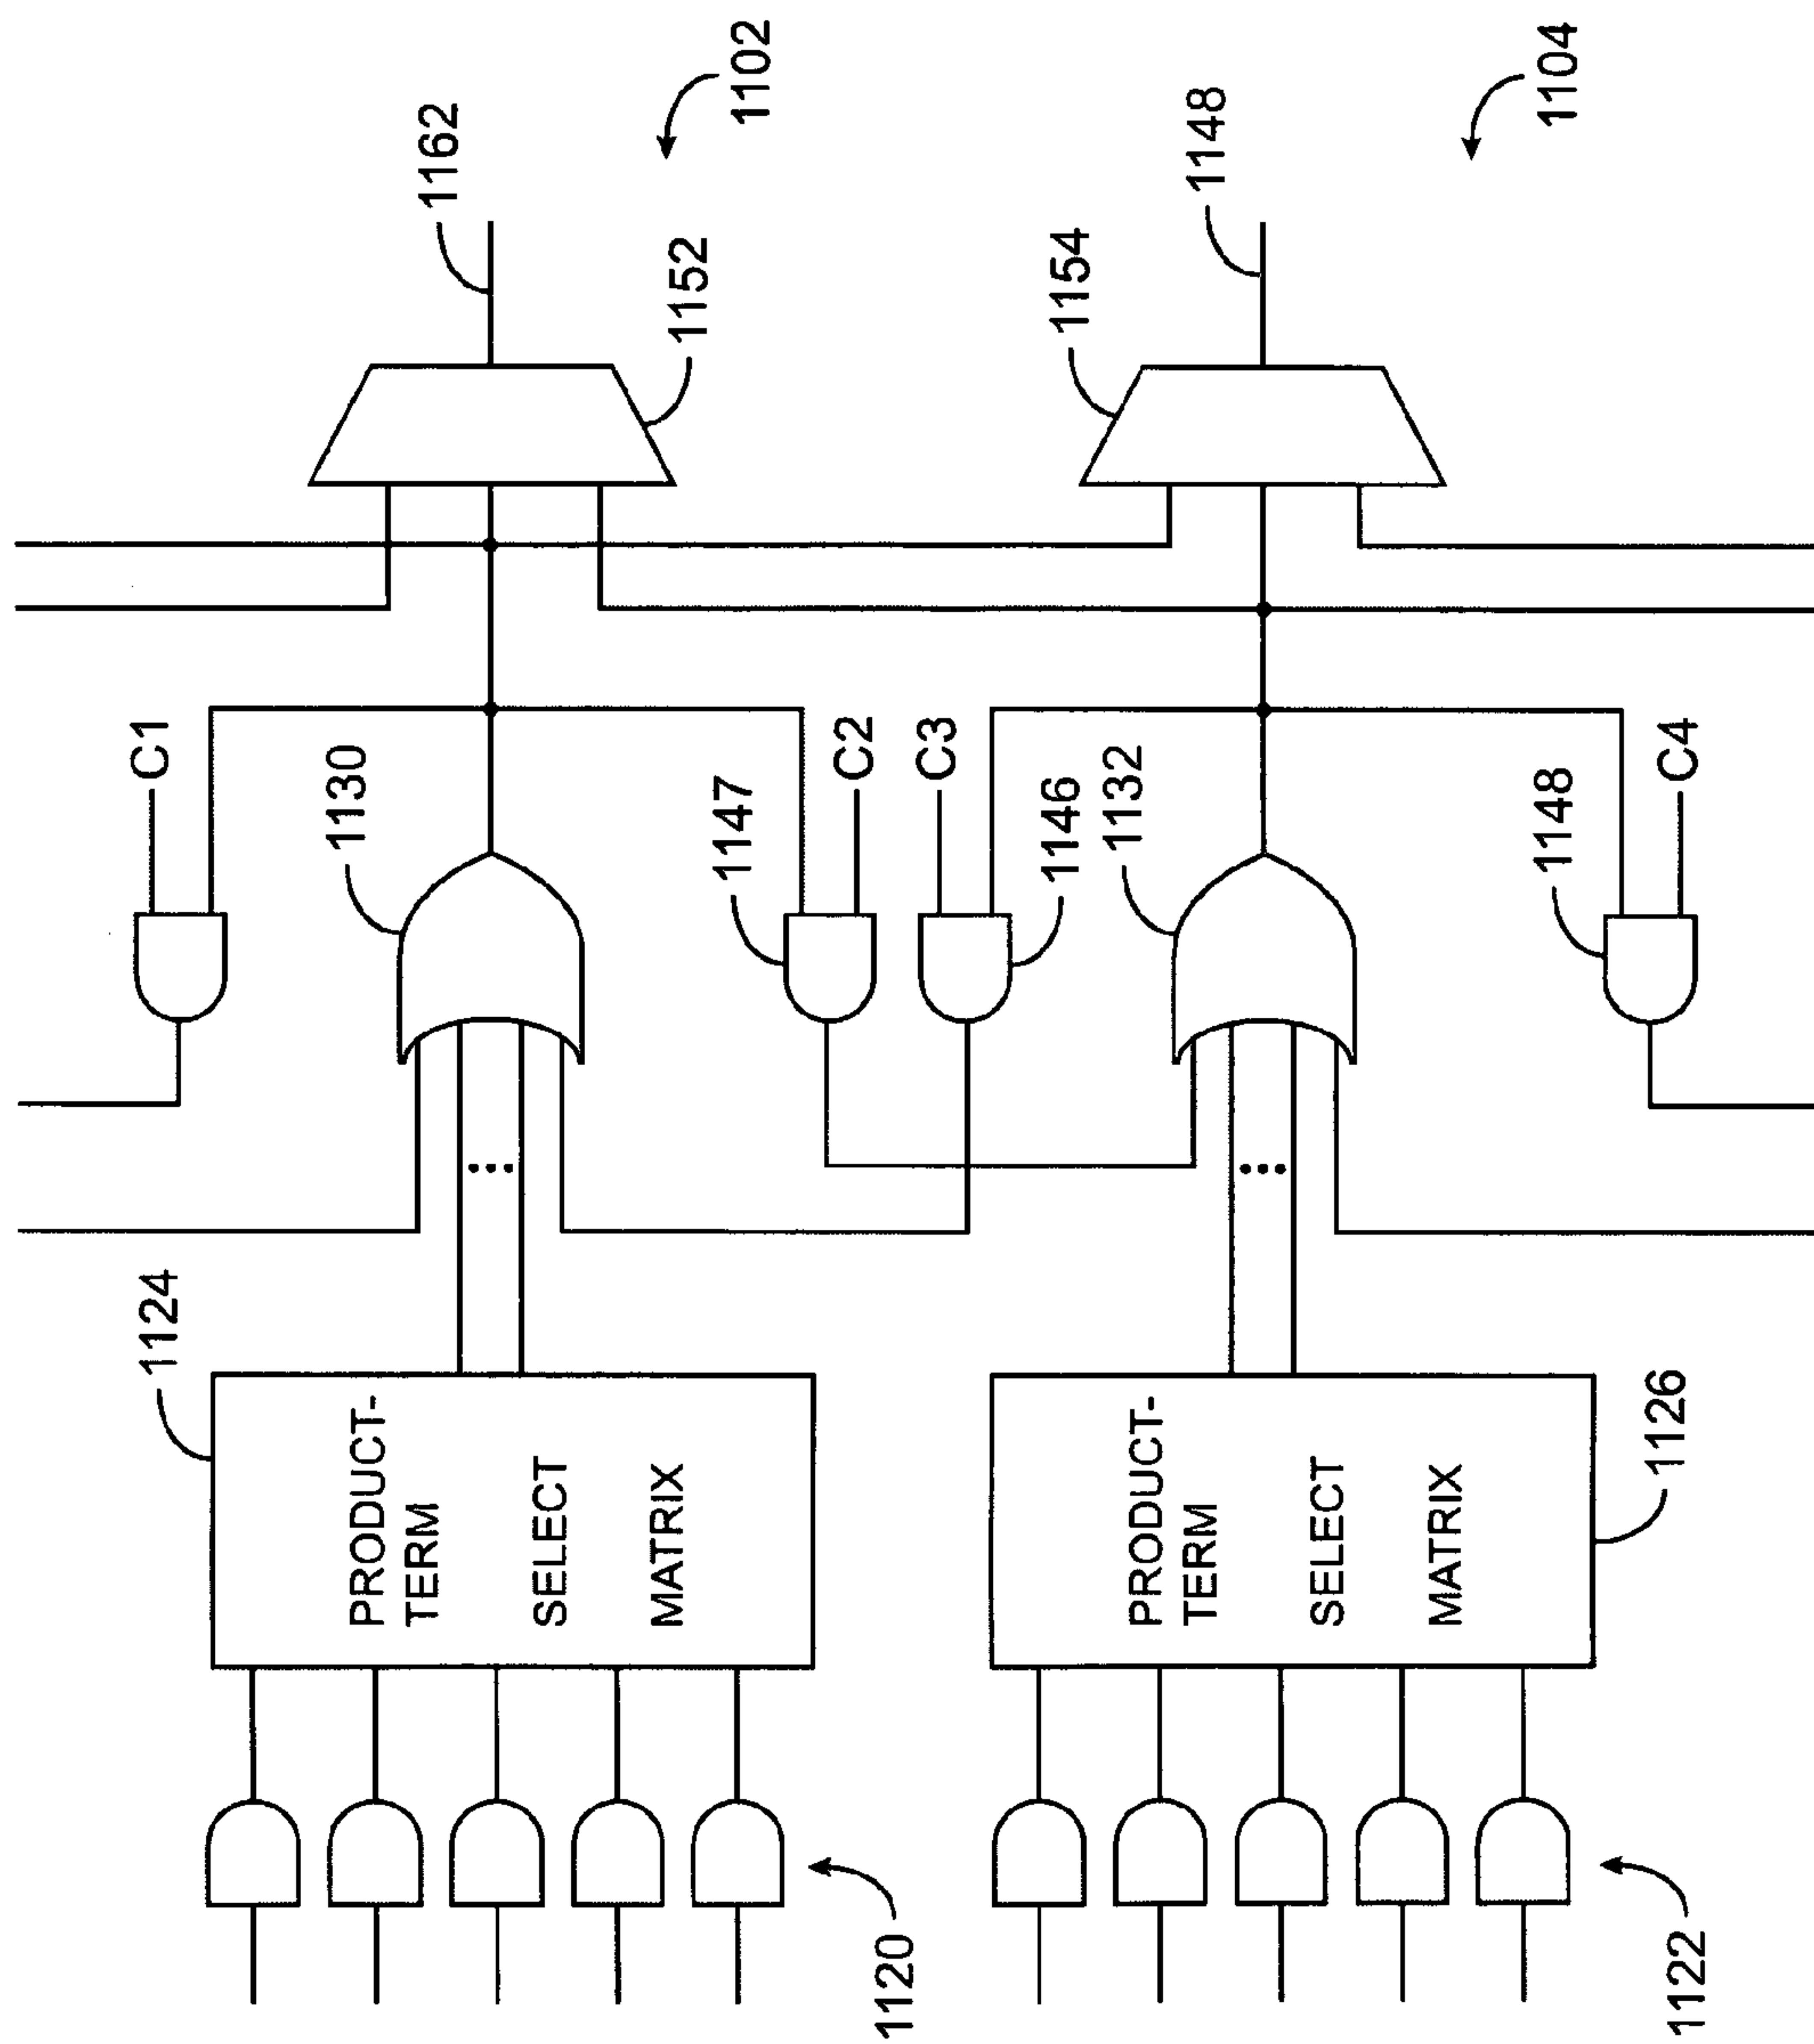 1124
C1
1130
PRODUCT-
TERM
1162
SELECT
MATRIX
1152
1147
1102
C2
1120
C3
1146
1154
1132
PRODUCT-
TERM
1148
SELECT
MATRIX
1148
1104
1126
C4
1122